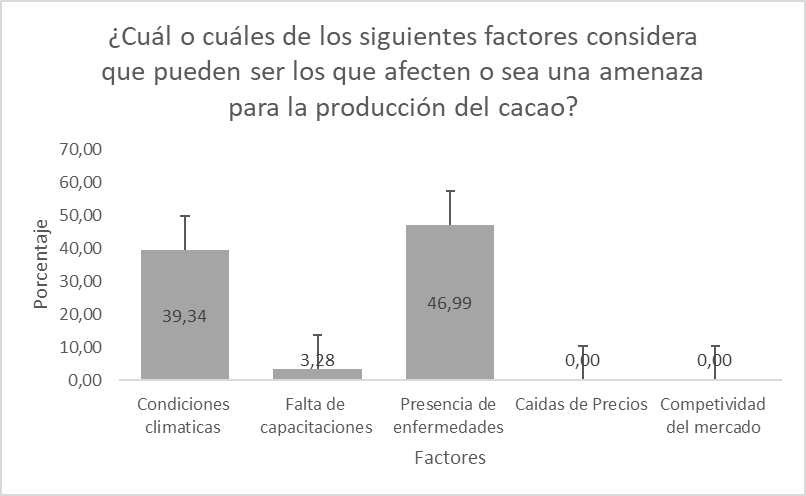 ¿Cuál o cuáles de los siguientes factores considera
que pueden ser los que afecten o sea una amenaza
para la producción del cacao?
70,00
60,00
50,00
40,00
30,00
20,00
10,00
0,00
Porcentaje
39,34
3,28
46,99
0,00
0,00
Condiciones
climaticas
Falta de
capacitaciones
Presencia de
enfermedades
Caidas de Precios
Competividad
del mercado
Factores